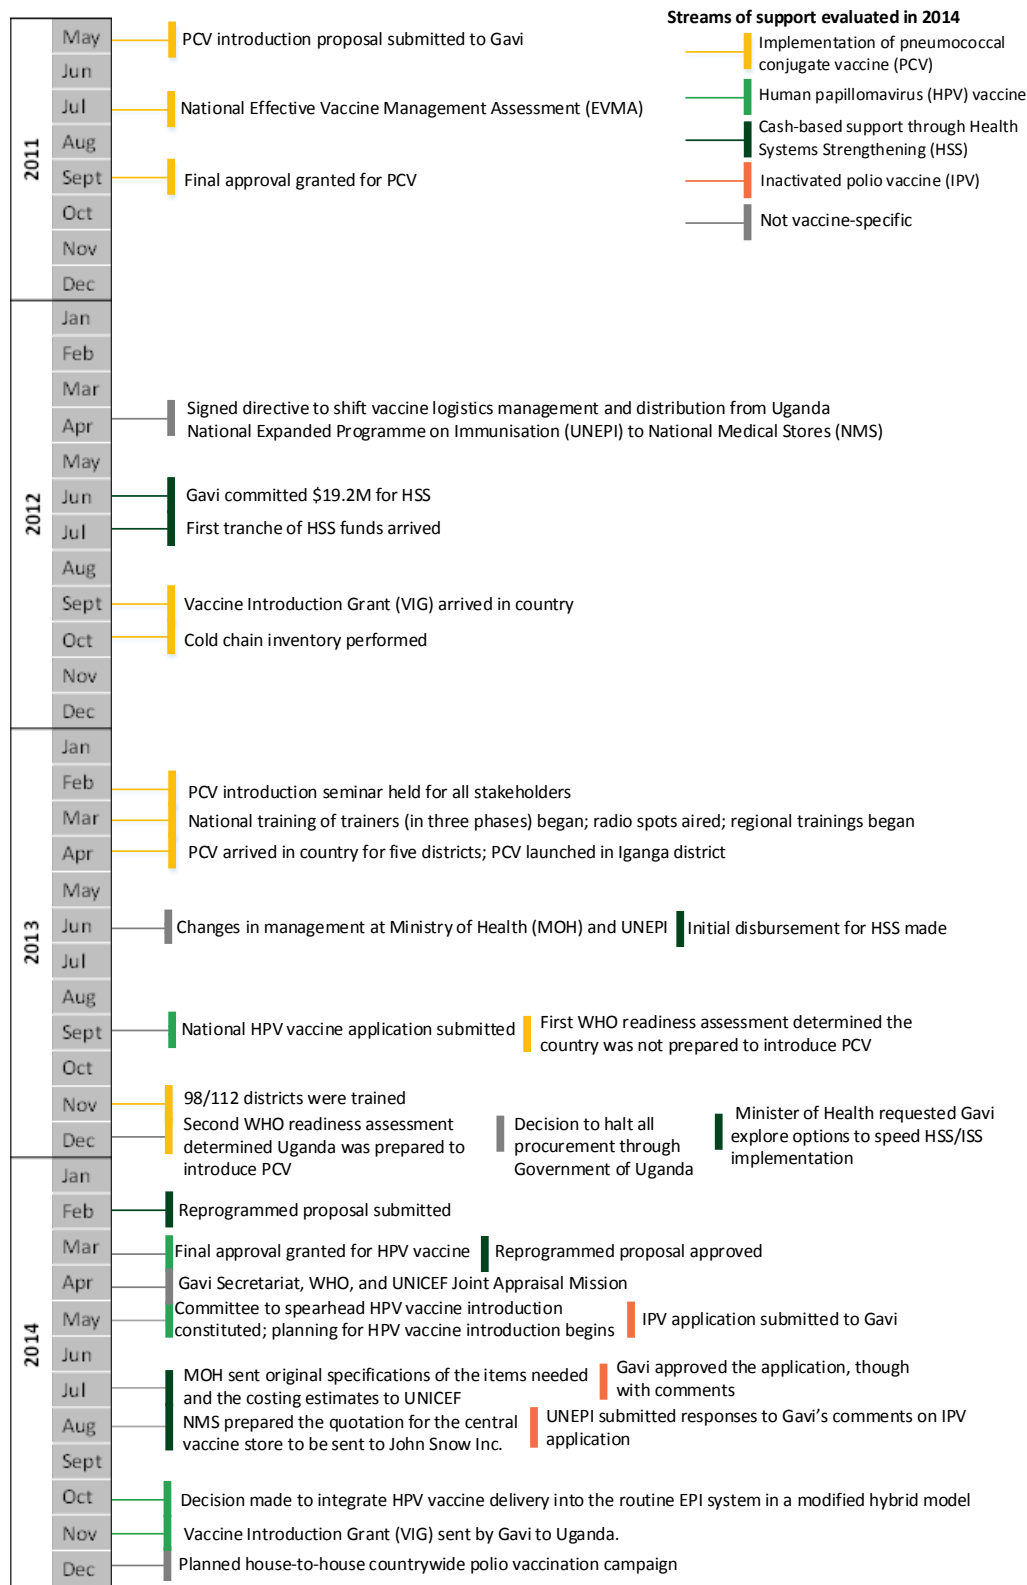 Streams of support evaluated in 2014
Implementation of pneumococcal
conjugate vaccine (PCV)
Human papillomavirus (HPV) vaccine
Cash-based support through Health
Systems Strengthening (HSS)
Inactivated polio vaccine (IPV)
Not vaccine-specific
2011
May
PCV introduction proposal submitted to Gavi
Jun
Jul
National Effective Vaccine Management Assessment (EVMA)
Aug
Sept
Final approval granted for PCV
Oct
Nov
Dec
2012
Jan
Feb
Mar
Apr
Signed directive to shift vaccine logistics management and distribution from Uganda
National Expanded Programme on Immunisation (UNEPI) to National Medical Stores (NMS)
May
Jun
Gavi committed $19.2M for HSS
Jul
First tranche of HSS funds arrived
Aug
Sept
Vaccine Introduction Grant (VIG) arrived in country
Oct
Cold chain inventory performed
Nov
Dec
2013
Jan
Feb
PCV introduction seminar held for all stakeholders
Mar
National training of trainers (in three phases) began; radio spots aired; regional trainings began
Apr
PCV arrived in country for five districts; PCV launched in Iganga district
May
Jun
Changes in management at Ministry of Health (MOH) and UNEPI
Initial disbursement for HSS made
Jul
Aug
Sept
National HPV vaccine application submitted
First WHO readiness assessment determined the
country was not prepared to introduce PCV
Oct
Nov
98/112 districts were trained
Dec
Second WHO readiness assessment
determined Uganda was prepared to
introduce PCV
Decision to halt all
procurement through
Government of Uganda
Minister of Health requested Gavi
explore options to speed HSS/ISS
implementation
2014
Jan
Feb
Reprogrammed proposal submitted
Mar
Final approval granted for HPV vaccine
Reprogrammed proposal approved
Apr
Gavi Secretariat, WHO, and UNICEF Joint Appraisal Mission
May
Committee to spearhead HPV vaccine introduction
constituted; planning for HPV vaccine introduction begins
IPV application submitted to Gavi
Jun
Jul
MOH sent original specifications of the items needed
and the costing estimates to UNICEF
Gavi approved the application, though
with comments
Aug
NMS prepared the quotation for the central
vaccine store to be sent to John Snow Inc.
UNEPI submitted responses to Gavi's comments on IPV
application
Sept
Oct
Decision made to integrate HPV vaccine delivery into the routine EPI system in a modified hybrid model
Nov
Vaccine Introduction Grant (VIG) sent by Gavi to Uganda.
Dec
Planned house-to-house countrywide polio vaccination campaign